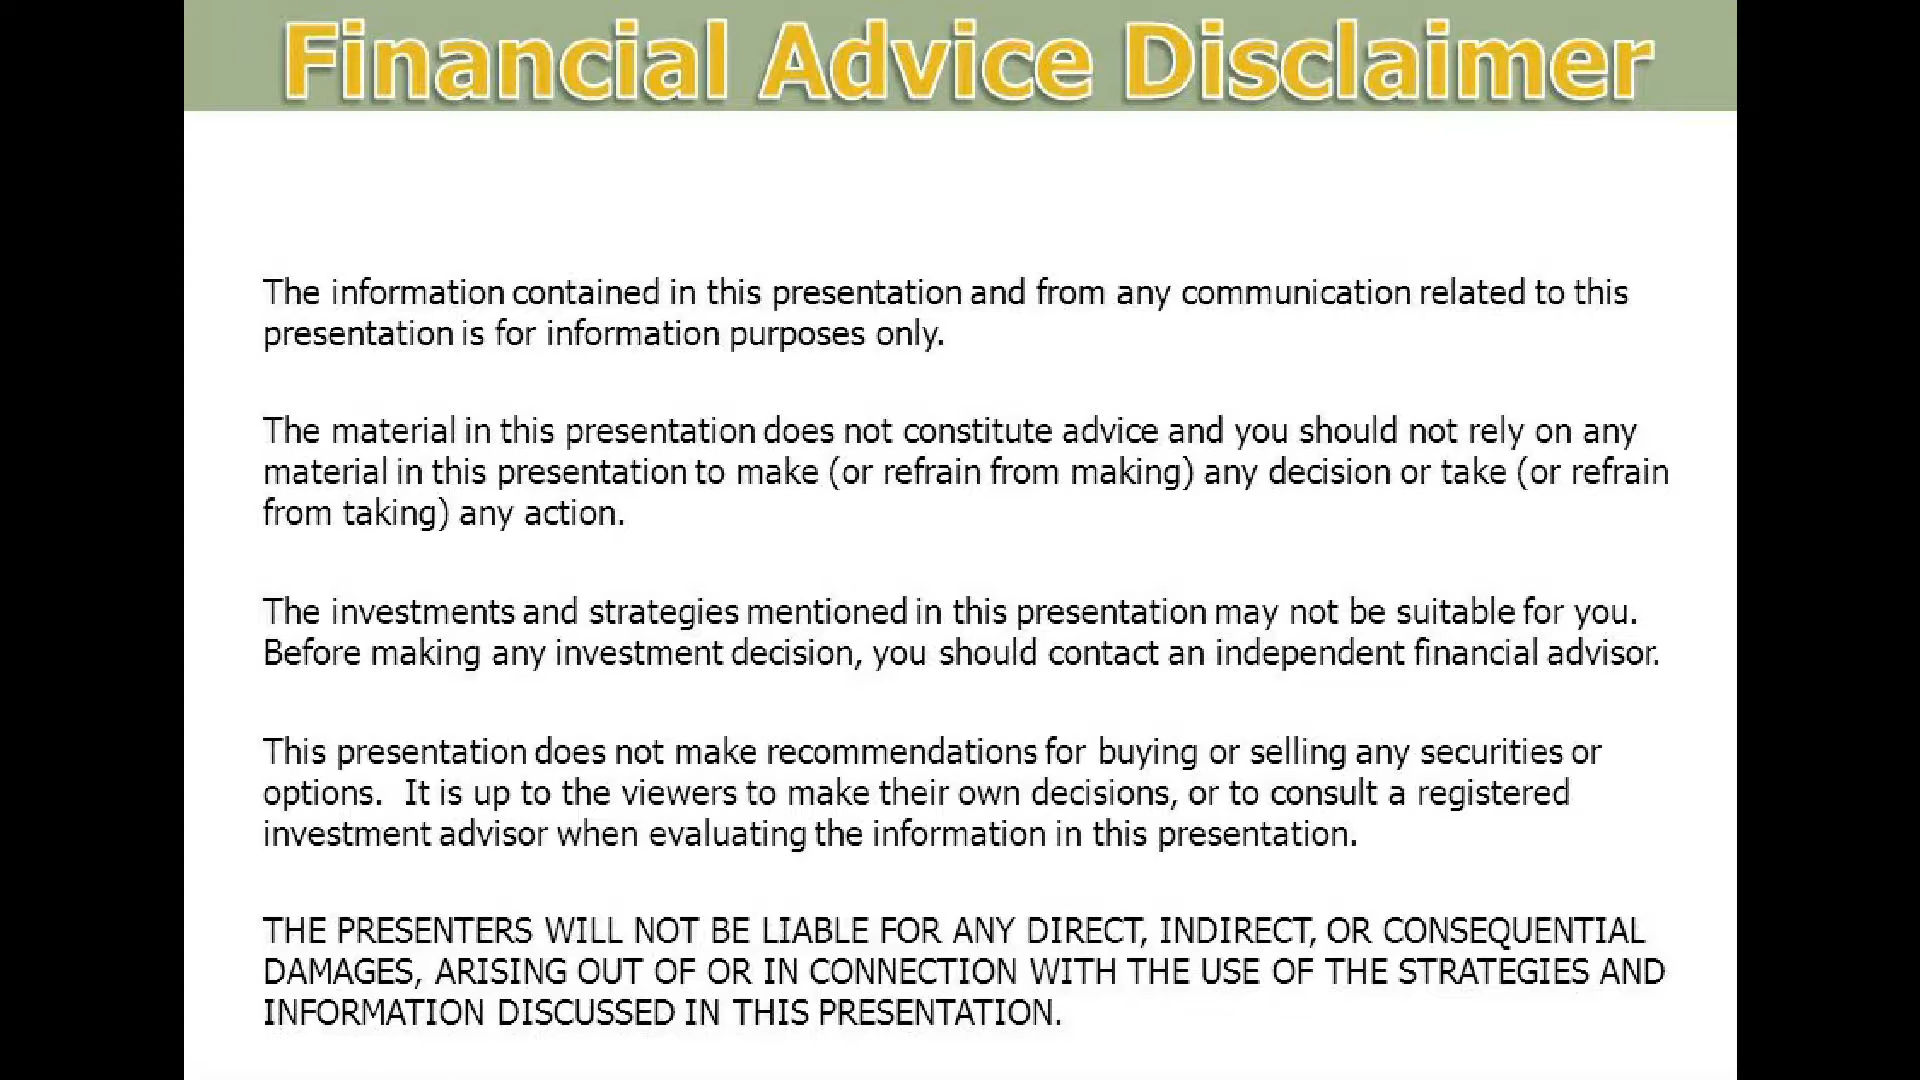 Financial Advice Disclaimer
The information contained in this presentation and from any communication related to this
presentation is for information purposes only.
The material in this presentation does not constitute advice and you should not rely on any
material in this presentation to make (or refrain from making) any decision or take (or refrain
from taking) any action.
The investments and strategies mentioned in this presentation may not be suitable for you.
Before making any investment decision, you should contact an independent financial advisor.
This presentation does not make recommendations for buying or selling any securities or
options.  It is up to the viewers to make their own decisions, or to consult a registered
investment advisor when evaluating the information in this presentation.
THE PRESENTERS WILL NOT BE LIABLE FOR ANY DIRECT, INDIRECT, OR CONSEQUENTIAL
DAMAGES, ARISING OUT OF OR IN CONNECTION WITH THE USE OF THE STRATEGIES AND
INFORMATION DISCUSSED IN THIS PRESENTATION.